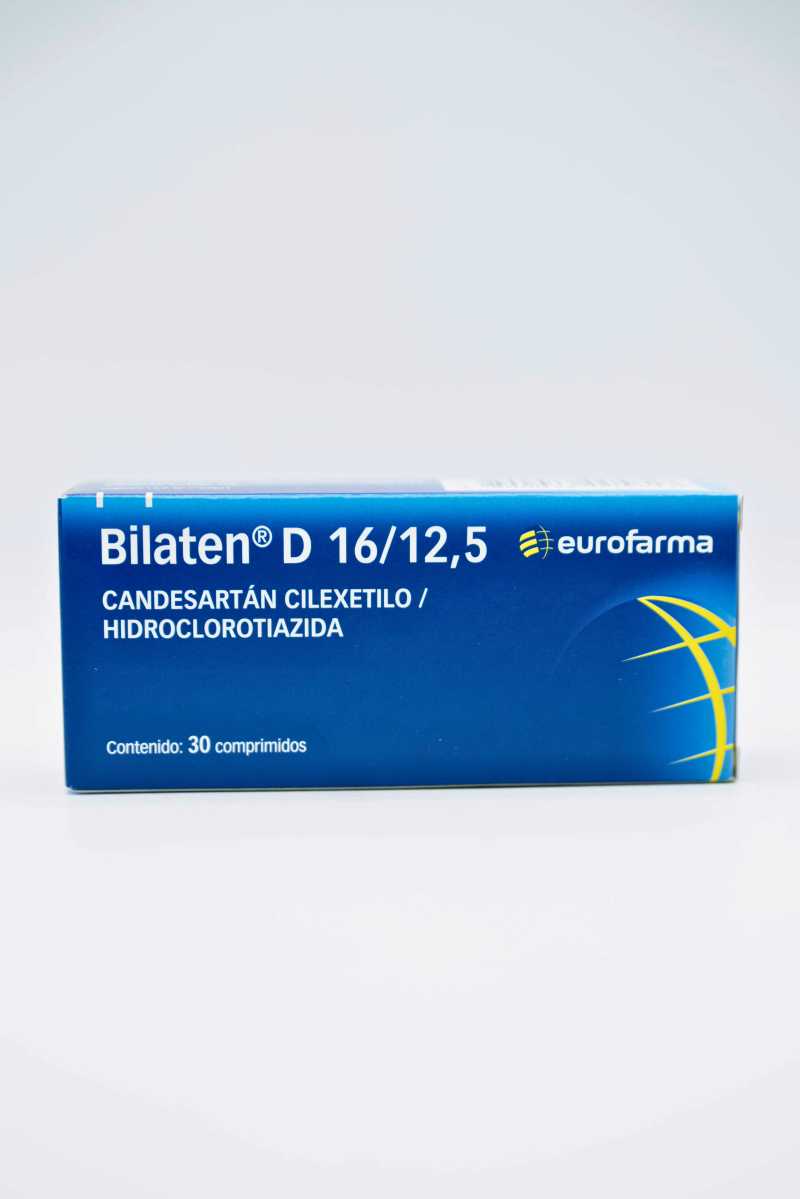 Bilaten® D 16/12,5
eurofarma
CANDESARTÁN CILEXETILO /
HIDROCLOROTIAZIDA
Contenido: 30 comprimidos